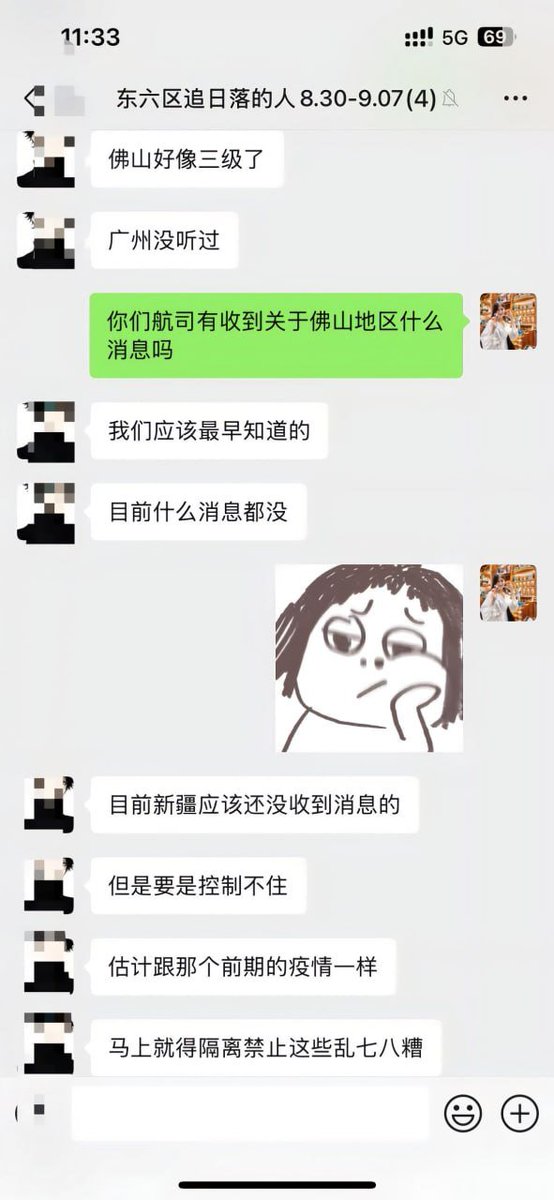 11:33
5G 69
东六区追日落的人8.30-9.07(4)
佛山好像三级了
广州没听过
你们航司有收到关于佛山地区什么
消息吗
我们应该最早知道的
目前什么消息都没
目前新疆应该还没收到消息的
但是要是控制不住
估计跟那个前期的疫情一样
马上就得隔离禁止这些乱七八糟